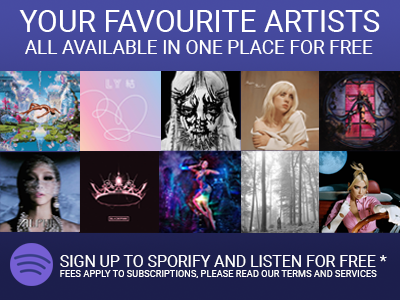 YOUR FAVOURITE ARTISTS
ALL AVAILABLE IN ONE PLACE FOR FREE
SIGN UP TO SPORIFY AND LISTEN FOR FREE *
FEES APPLY TO SUBSCRIPTIONS, PLEASE READ OUR TERMS AND SERVICES